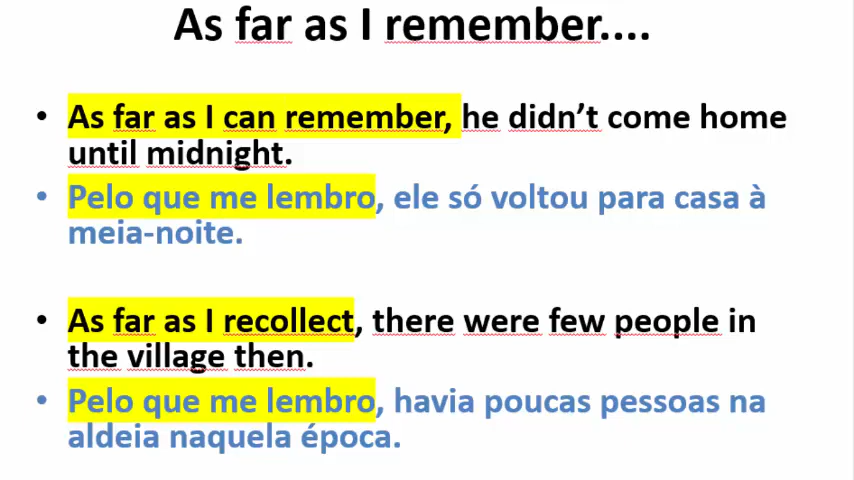 As far as I remember....
• As far as I can remember, he didn’t come home
until midnight.
• Pelo que me lembro, ele só voltou para casa à
meia-noite.
• As far as I recollect, there were few people in
the village then.
• Pelo que me lembro, havia poucas pessoas na
aldeia naquela época.